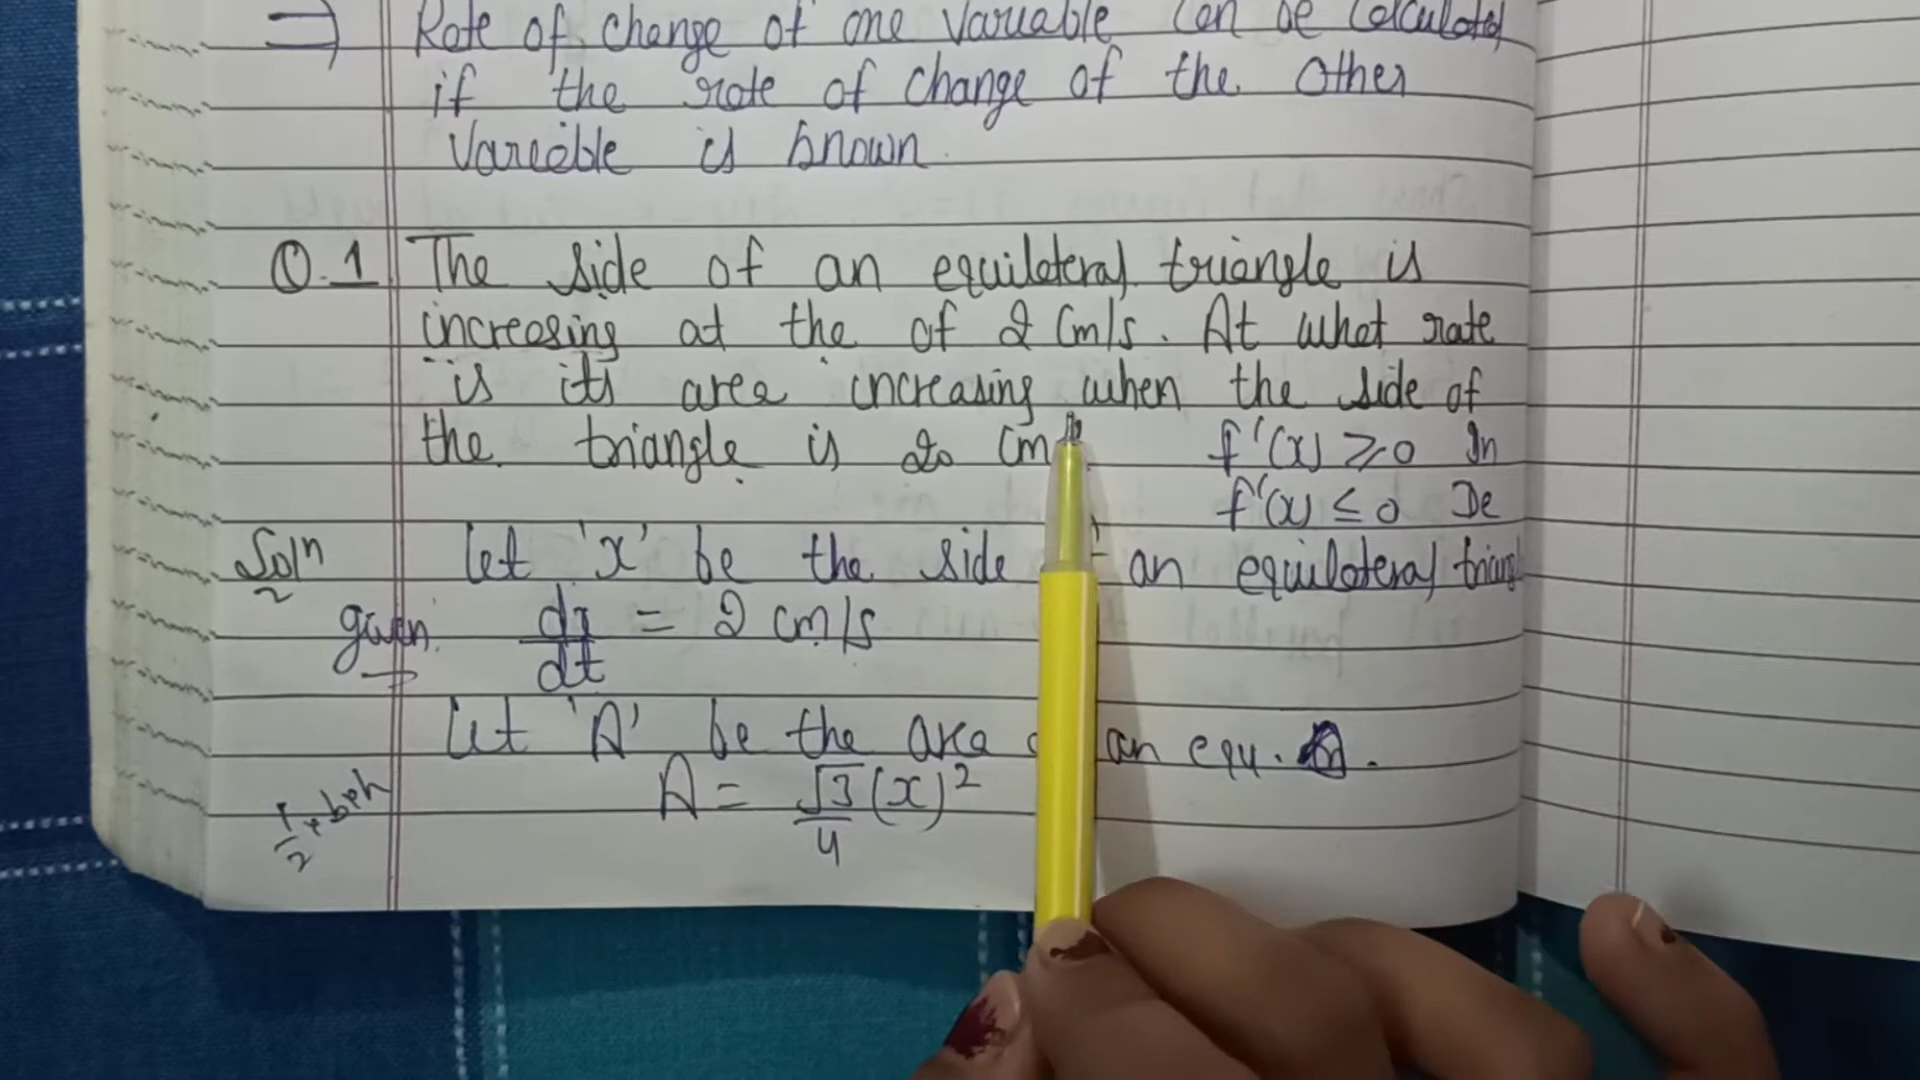 ⇒ Rate of change of one variable can be calculated
if the rate of change of the other
variable is known
Q.1 The side of an equilateral triangle is
increasing at the of 2 cm/s. At what rate
is its area increasing when the side of
the triangle is 20 cm
f'(x) ≥ 0 In
f'(x) ≤ 0 De
Soln let 'x' be the side an equilateral triangl
given dx/dt = 2 cm/s
let 'A' be the area an equ. Δ.
A = √3/4 (x)²
1/2 * b*h